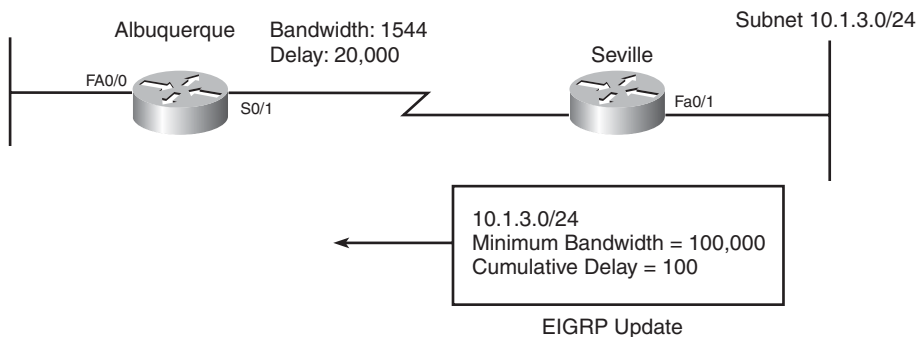 Albuquerque
Bandwidth: 1544
Delay: 20,000
Subnet 10.1.3.0/24
Seville
FA0/0
S0/1
Fa0/1
10.1.3.0/24
Minimum Bandwidth = 100,000
Cumulative Delay = 100
EIGRP Update